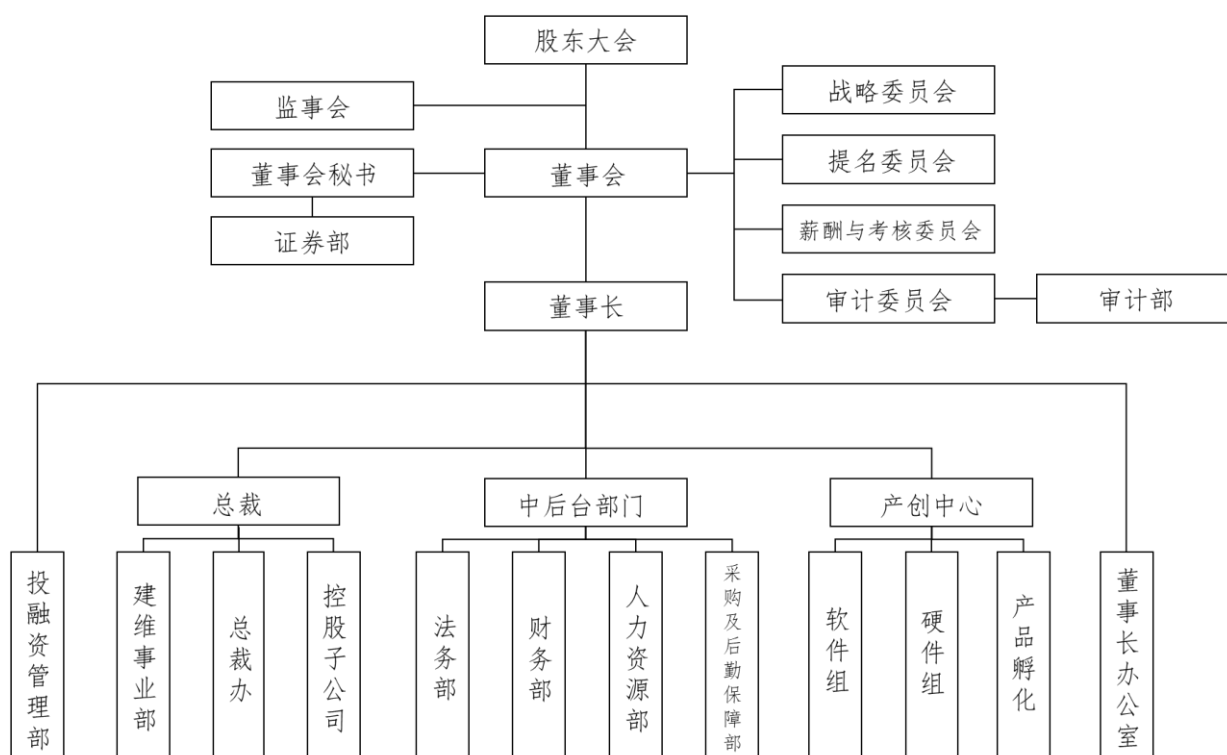 股东大会
监事会
战略委员会
董事会秘书
董事会
提名委员会
证券部
薪酬与考核委员会
董事长
审计委员会
审计部
总裁
中后台部门
产创中心
投融资管理部
建维事业部
总裁办
控股子公司
法务部
财务部
人力资源部
采购及后勤保障部
软件组
硬件组
产品孵化
董事长办公室